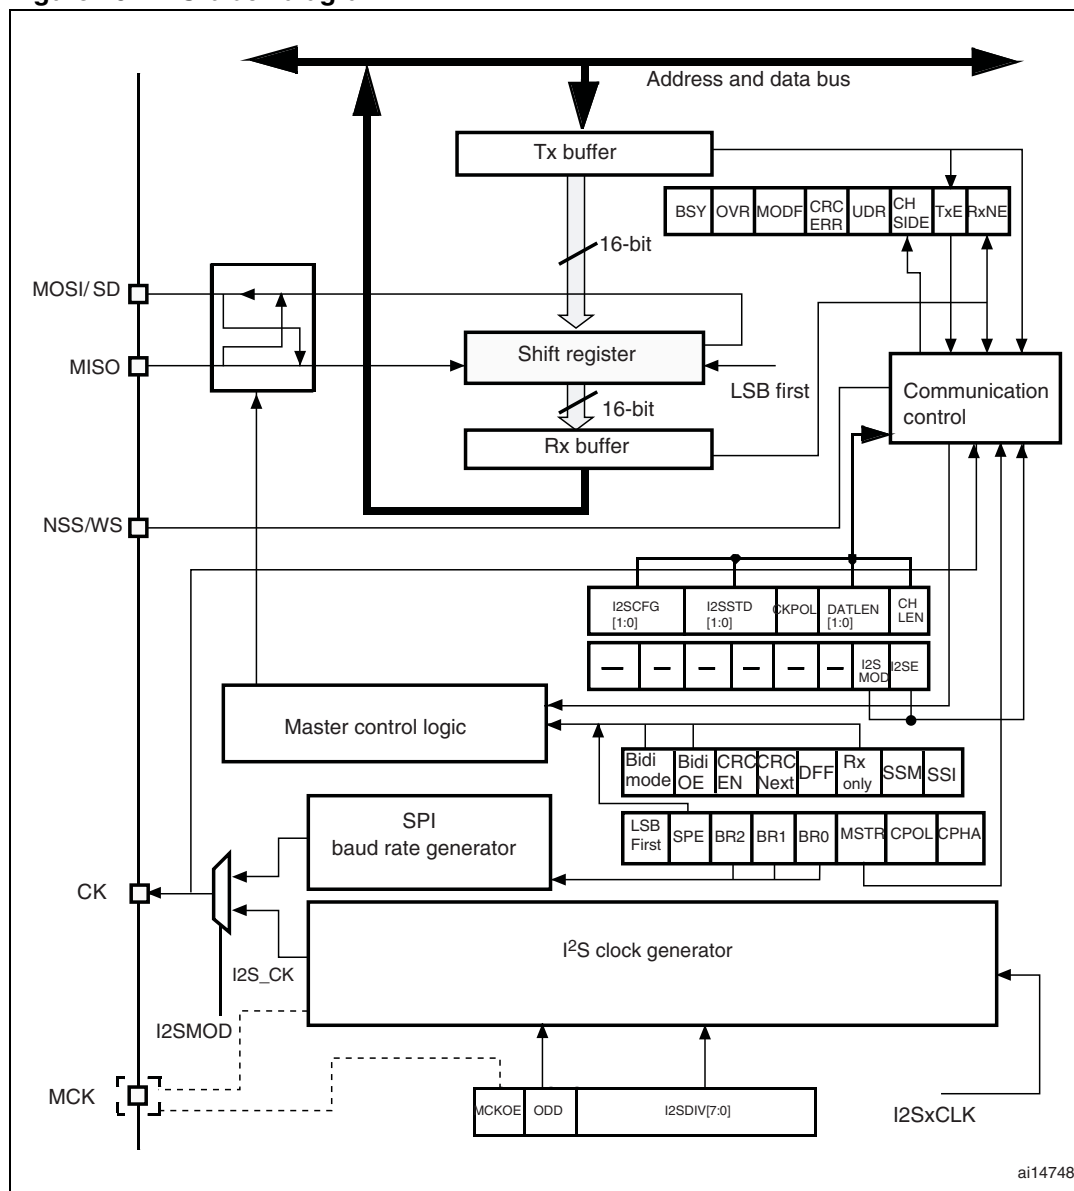 Address and data bus
Tx buffer
BSY OVR MODF CRC ERR UDR CH SIDE TxE RxNE
16-bit
MOSI/SD
MISO
Shift register
LSB first
Communication
control
16-bit
Rx buffer
NSS/WS
I2SCFG [1:0] I2SSTD [1:0] CKPOL DATLEN [1:0] CH LEN
I2S MOD I2SE
Master control logic
Bidi mode Bidi OE CRC EN CRC Next DFF Rx only SSM SSI
SPI
baud rate generator
LSB First SPE BR2 BR1 BR0 MSTR CPOL CPHA
CK
I2S clock generator
I2S_CK
I2SMOD
MCK
MCKOE ODD I2SDIV[7:0]
I2SxCLK
ai14748